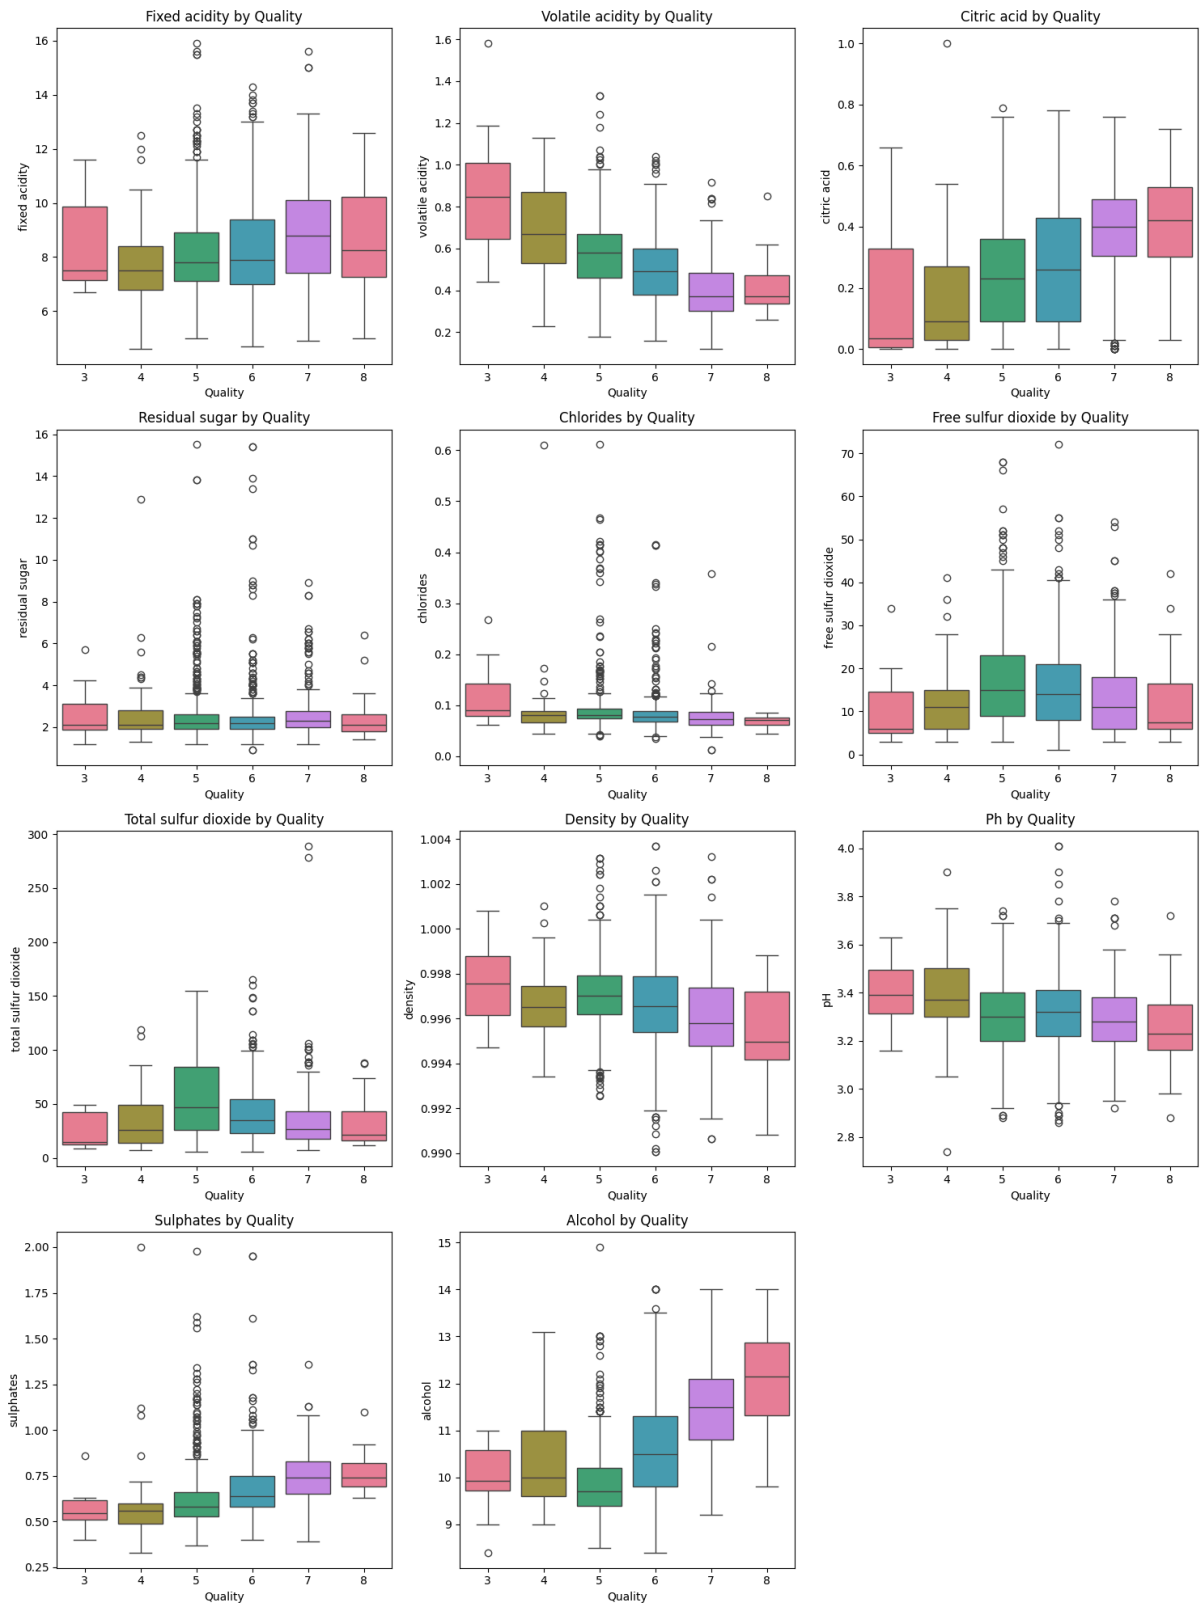 Fixed acidity by Quality
fixed acidity
16
14
12
10
8
6
3 4 5 6 7 8
Quality
Volatile acidity by Quality
volatile acidity
1.6
1.4
1.2
1.0
0.8
0.6
0.4
0.2
3 4 5 6 7 8
Quality
Citric acid by Quality
citric acid
1.0
0.8
0.6
0.4
0.2
0.0
3 4 5 6 7 8
Quality
Residual sugar by Quality
residual sugar
16
14
12
10
8
6
4
2
3 4 5 6 7 8
Quality
Chlorides by Quality
chlorides
0.6
0.5
0.4
0.3
0.2
0.1
0.0
3 4 5 6 7 8
Quality
Free sulfur dioxide by Quality
free sulfur dioxide
70
60
50
40
30
20
10
0
3 4 5 6 7 8
Quality
Total sulfur dioxide by Quality
total sulfur dioxide
300
250
200
150
100
50
0
3 4 5 6 7 8
Quality
Density by Quality
density
1.004
1.002
1.000
0.998
0.996
0.994
0.992
0.990
3 4 5 6 7 8
Quality
Ph by Quality
pH
4.0
3.8
3.6
3.4
3.2
3.0
2.8
3 4 5 6 7 8
Quality
Sulphates by Quality
sulphates
2.00
1.75
1.50
1.25
1.00
0.75
0.50
0.25
3 4 5 6 7 8
Quality
Alcohol by Quality
alcohol
15
14
13
12
11
10
9
3 4 5 6 7 8
Quality